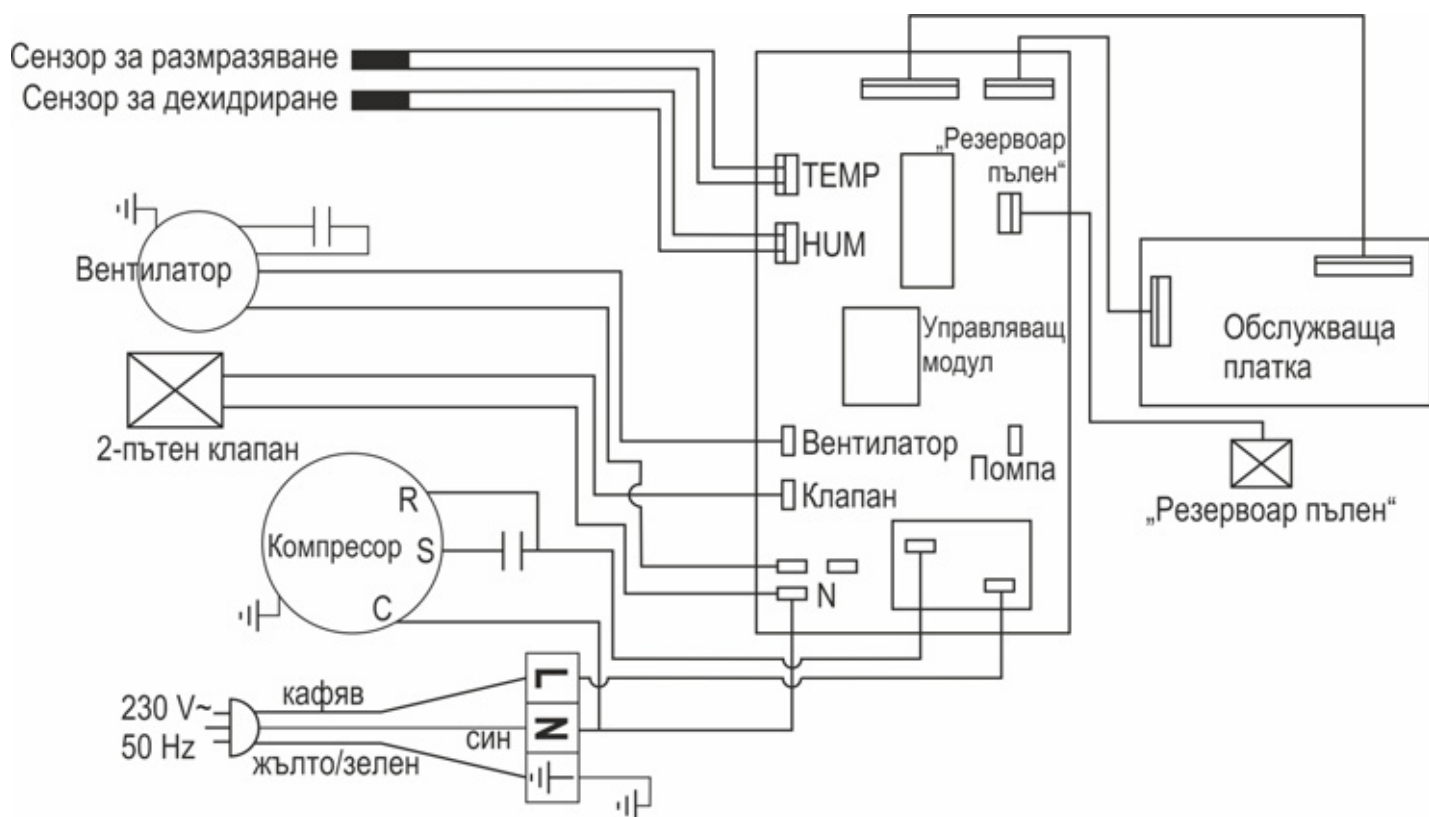 Сензор за размразяване
Сензор за дехидриране
TEMP
HUM
„Резервоар
пълен“
Вентилатор
Управляващ
модул
Обслужваща
платка
2-пътен клапан
Вентилатор
Помпа
Клапан
„Резервоар пълен“
R
Компресор
S
C
N
L
N
кафяв
230 V~
50 Hz
син
жълто/зелен